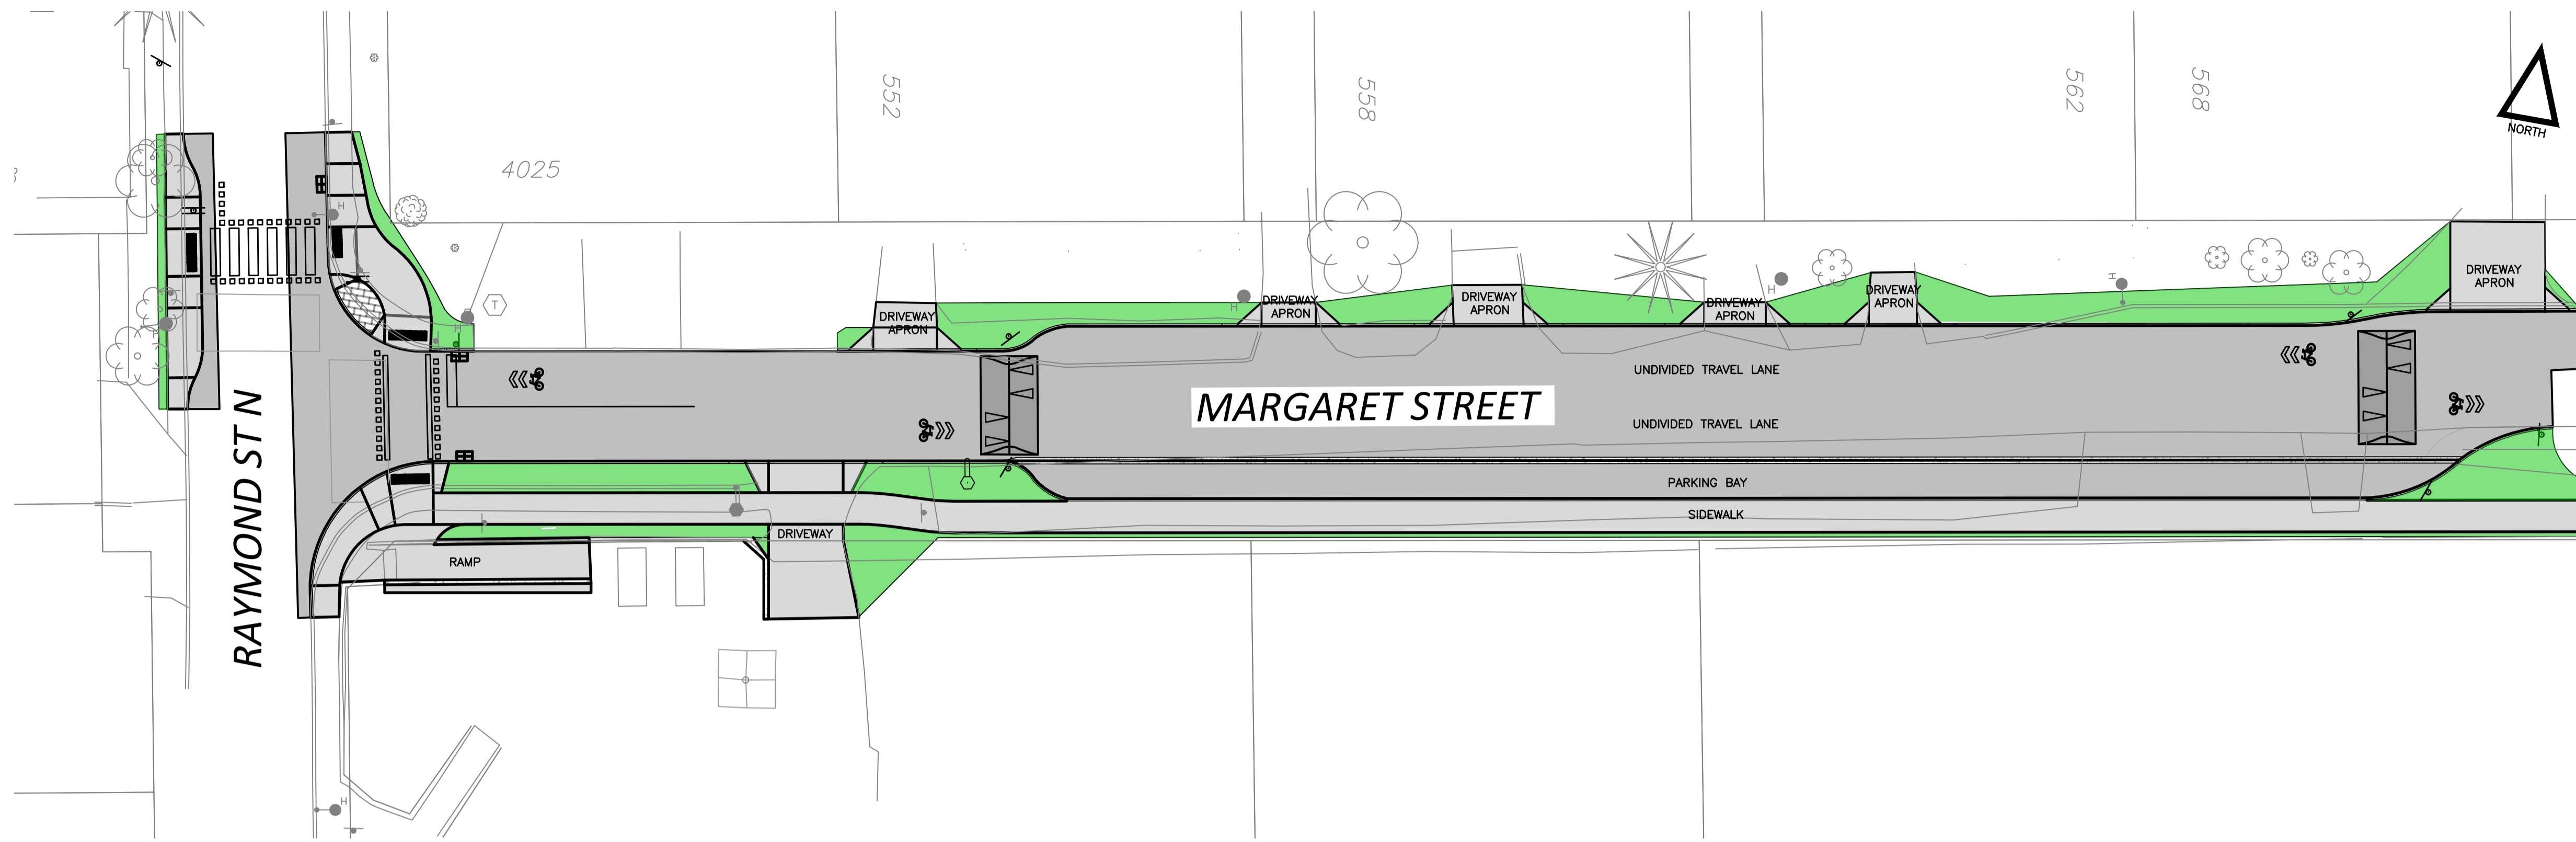 552
558
562
568
4025
NORTH
H
DRIVEWAY
APRON
DRIVEWAY
APRON
DRIVEWAY
APRON
DRIVEWAY
APRON
DRIVEWAY
APRON
DRIVEWAY
APRON
T
H
H
H
H
UNDIVIDED TRAVEL LANE
MARGARET STREET
UNDIVIDED TRAVEL LANE
RAYMOND ST N
PARKING BAY
SIDEWALK
DRIVEWAY
RAMP
H